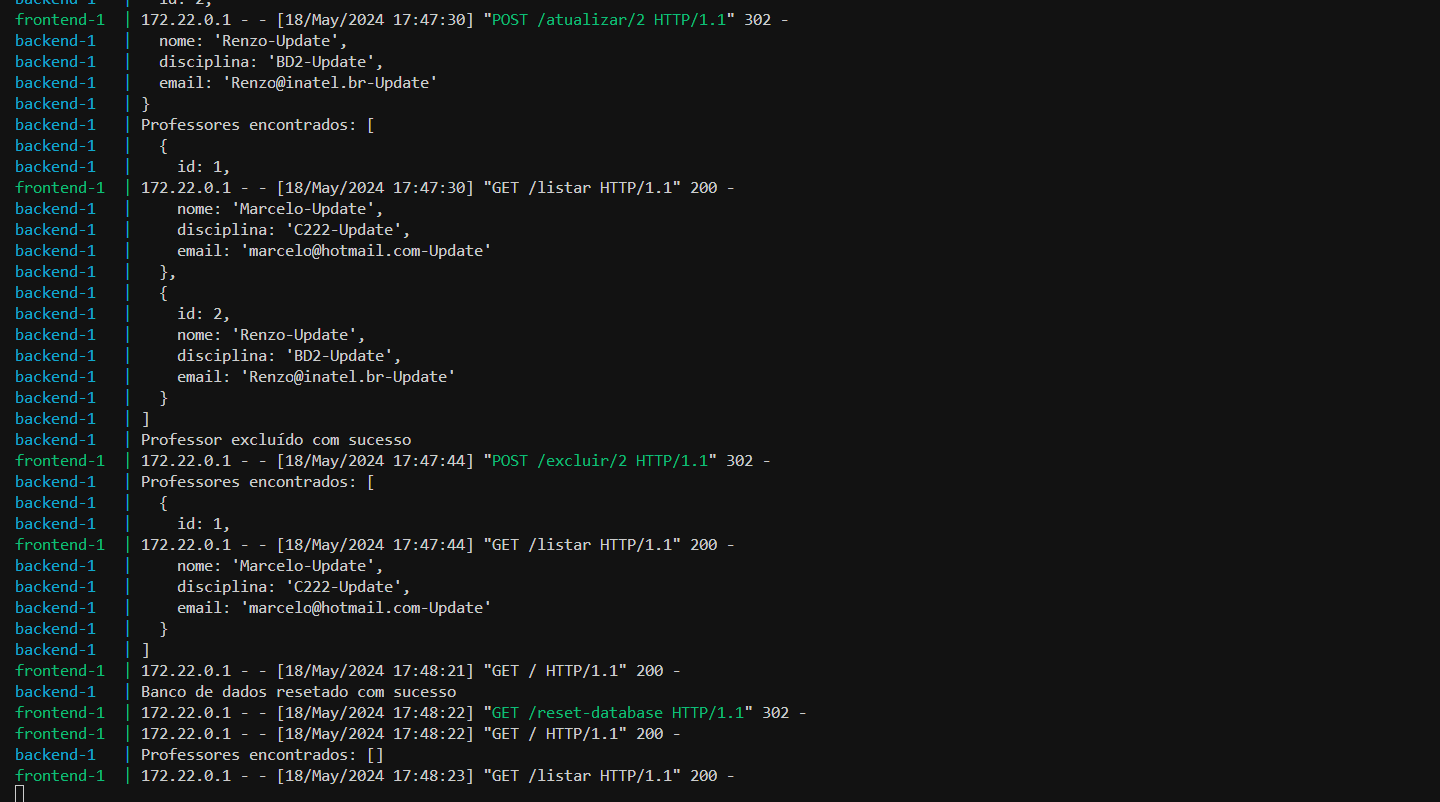 backend-1   |   id: 2,
frontend-1  | 172.22.0.1 - - [18/May/2024 17:47:30] "POST /atualizar/2 HTTP/1.1" 302 -
backend-1   |   nome: 'Renzo-Update',
backend-1   |   disciplina: 'BD2-Update',
backend-1   |   email: 'Renzo@inatel.br-Update'
backend-1   | }
backend-1   | Professores encontrados: [
backend-1   |   {
backend-1   |     id: 1,
frontend-1  | 172.22.0.1 - - [18/May/2024 17:47:30] "GET /listar HTTP/1.1" 200 -
backend-1   |     nome: 'Marcelo-Update',
backend-1   |     disciplina: 'C222-Update',
backend-1   |     email: 'marcelo@hotmail.com-Update'
backend-1   |   },
backend-1   |   {
backend-1   |     id: 2,
backend-1   |     nome: 'Renzo-Update',
backend-1   |     disciplina: 'BD2-Update',
backend-1   |     email: 'Renzo@inatel.br-Update'
backend-1   |   }
backend-1   | ]
backend-1   | Professor excluído com sucesso
frontend-1  | 172.22.0.1 - - [18/May/2024 17:47:44] "POST /excluir/2 HTTP/1.1" 302 -
backend-1   | Professores encontrados: [
backend-1   |   {
backend-1   |     id: 1,
frontend-1  | 172.22.0.1 - - [18/May/2024 17:47:44] "GET /listar HTTP/1.1" 200 -
backend-1   |     nome: 'Marcelo-Update',
backend-1   |     disciplina: 'C222-Update',
backend-1   |     email: 'marcelo@hotmail.com-Update'
backend-1   |   }
backend-1   | ]
frontend-1  | 172.22.0.1 - - [18/May/2024 17:48:21] "GET / HTTP/1.1" 200 -
backend-1   | Banco de dados resetado com sucesso
frontend-1  | 172.22.0.1 - - [18/May/2024 17:48:22] "GET /reset-database HTTP/1.1" 302 -
frontend-1  | 172.22.0.1 - - [18/May/2024 17:48:22] "GET / HTTP/1.1" 200 -
backend-1   | Professores encontrados: []
frontend-1  | 172.22.0.1 - - [18/May/2024 17:48:23] "GET /listar HTTP/1.1" 200 -